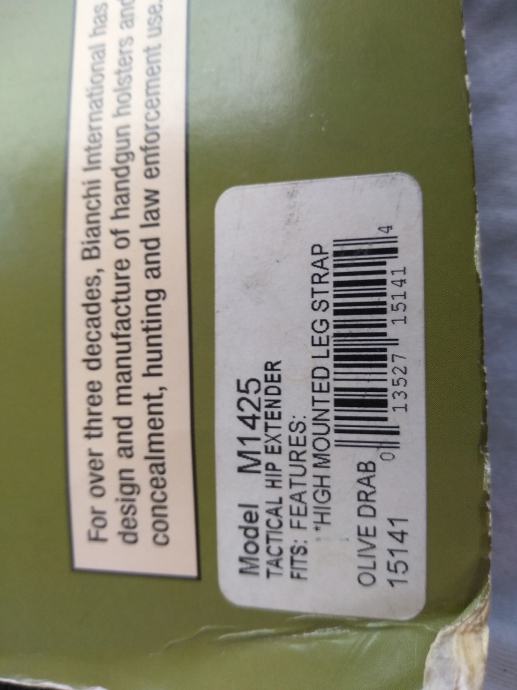 For over three decades, Bianchi International has
design and manufacture of handgun holsters and
concealment, hunting and law enforcement use.
Model M1425
TACTICAL HIP EXTENDER
FITS: FEATURES:
*HIGH MOUNTED LEG STRAP
0 13527 15141 4
OLIVE DRAB
15141